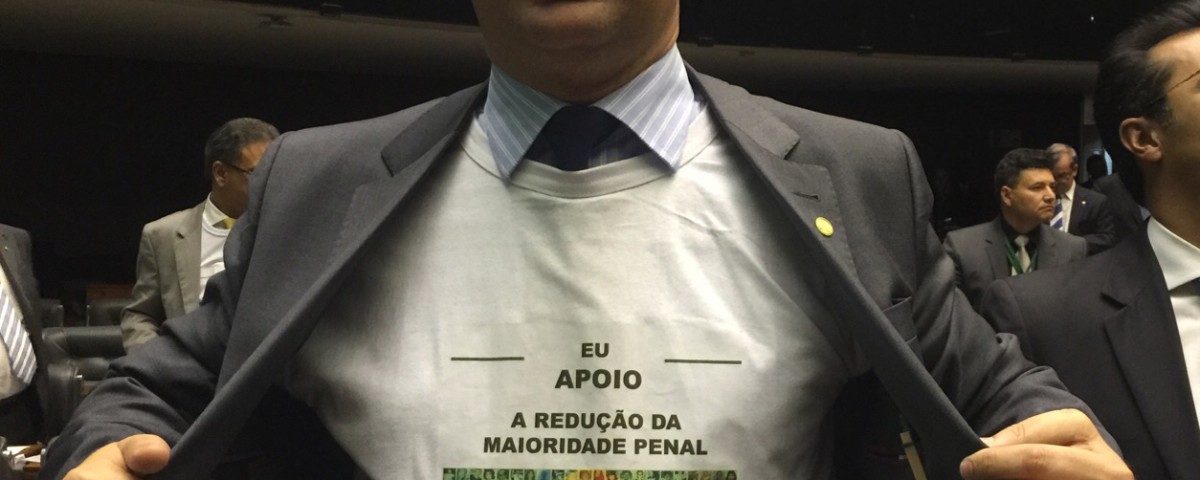 EU
APOIO
A REDUÇÃO DA
MAIORIDADE PENAL